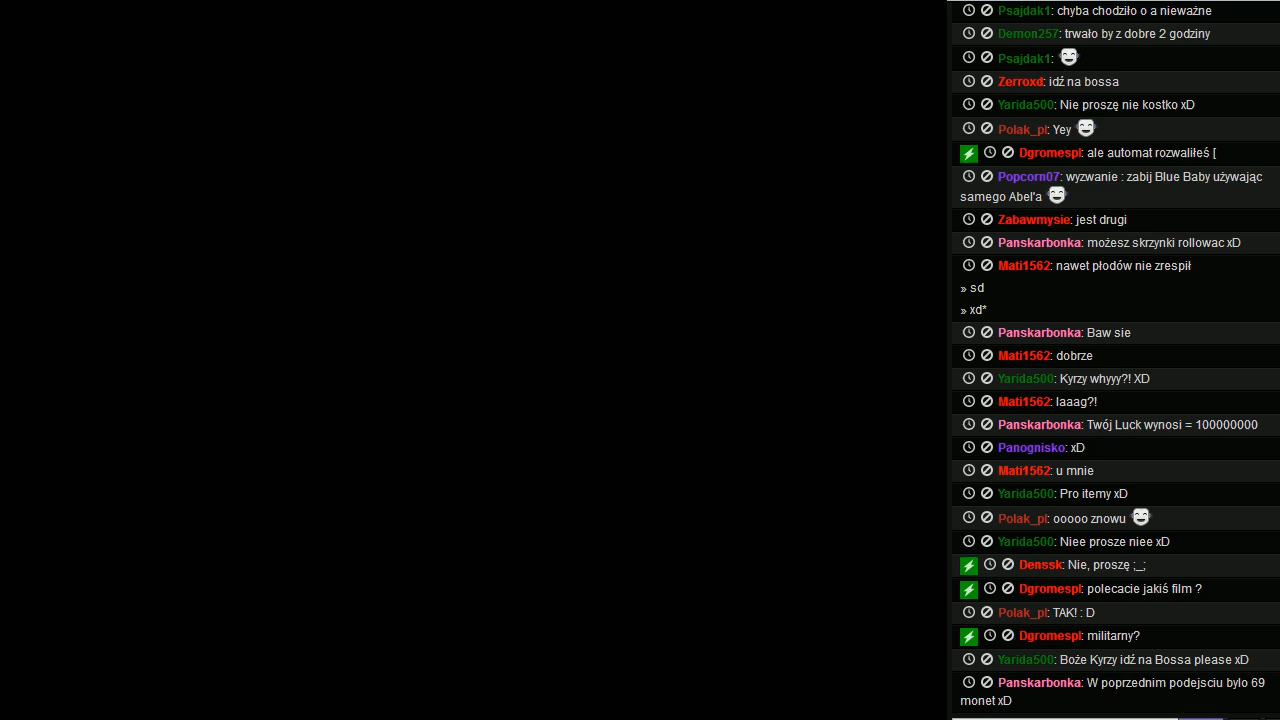 Psajdak1: chyba chodziło o a nieważne
Demon257: trwało by z dobre 2 godziny
Psajdak1:
Zerroxd: idź na bossa
Yarida500: Nie proszę nie kostko xD
Polak_pl: Yey
Dgromespl: ale automat rozwaliłeś [
Popcorn07: wyzwanie : zabij Blue Baby używając
samego Abel'a
Zabawmysie: jest drugi
Panskarbonka: możesz skrzynki rollowac xD
Mati1562: nawet płodów nie zrespił
» sd
» xd*
Panskarbonka: Baw sie
Mati1562: dobrze
Yarida500: Kyrzy whyyy?! XD
Mati1562: laaag?!
Panskarbonka: Twój Luck wynosi = 100000000
Panognisko: xD
Mati1562: u mnie
Yarida500: Pro itemy xD
Polak_pl: ooooo znowu
Yarida500: Niee prosze niee xD
Denssk: Nie, proszę ;_;
Dgromespl: polecacie jakiś film ?
Polak_pl: TAK! : D
Dgromespl: militarny?
Yarida500: Boże Kyrzy idź na Bossa please xD
Panskarbonka: W poprzednim podejsciu bylo 69
monet xD